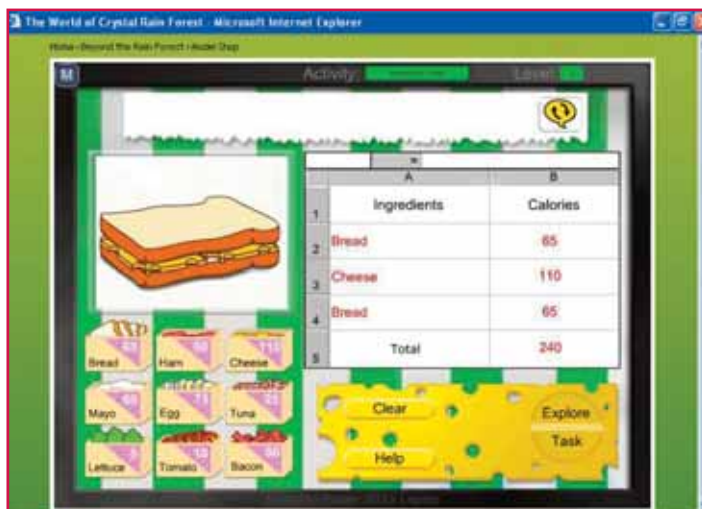 The World of Crystal Rain Forest - Microsoft Internet Explorer
Home › Beyond the Rain Forest › Model Shop
M
Activity:
Level:
=
A B
1 Ingredients Calories
2 Bread 65
3 Cheese 110
4 Bread 65
5 Total 240
Bread 65 Ham Cheese 110
Mayo Egg Tuna
Lettuce Tomato Bacon
Clear
Help
Explore
Task